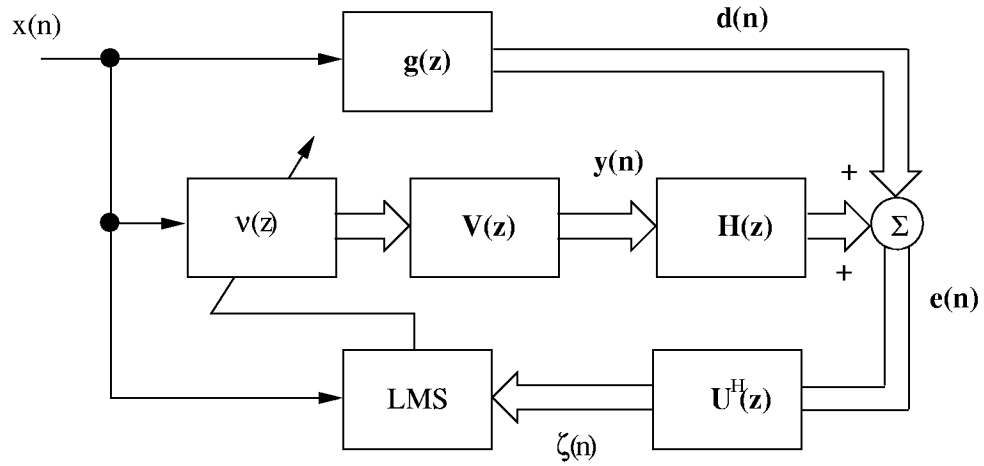 d(n)
x(n)
g(z)
+
y(n)
ν(z)
V(z)
H(z)
Σ
+
e(n)
LMS
U^H(z)
ζ(n)